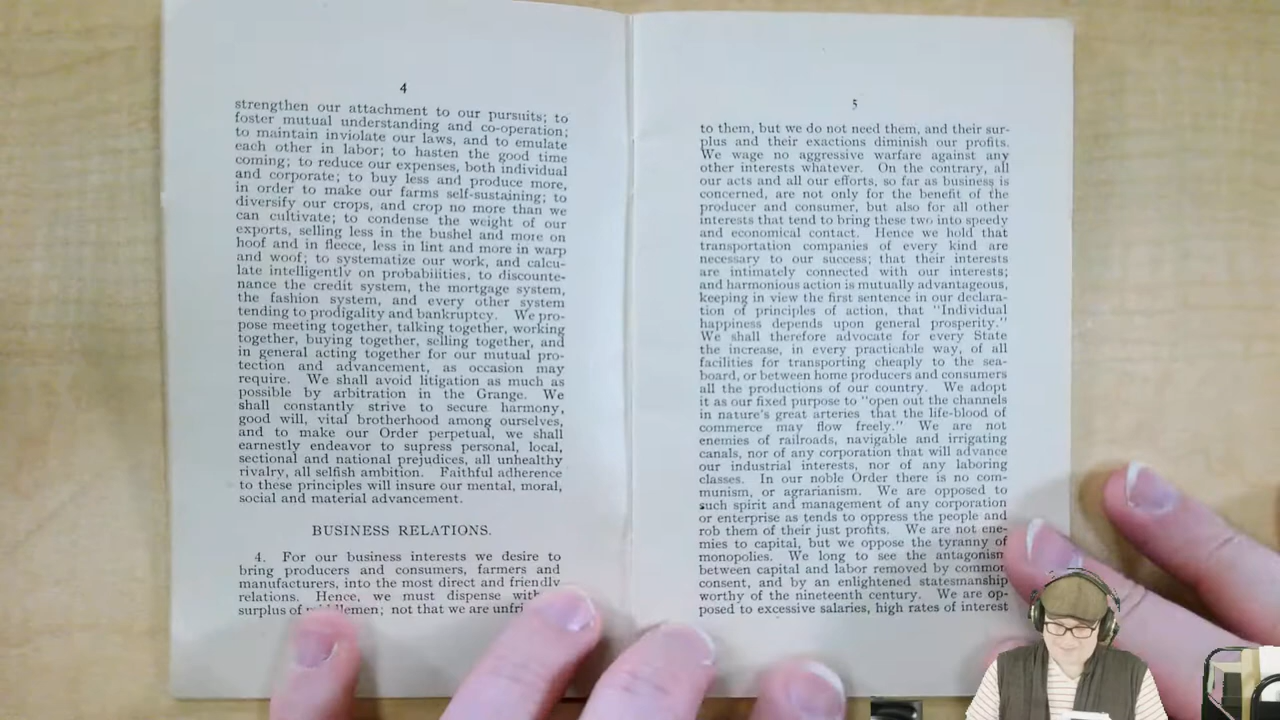 4
strengthen our attachment to our pursuits; to
foster mutual understanding and co-operation;
to maintain inviolate our laws, and to emulate
each other in labor; to hasten the good time
coming; to reduce our expenses, both individual
and corporate; to buy less and produce more,
in order to make our farms self-sustaining; to
diversify our crops, and crop no more than we
can cultivate; to condense the weight of our
exports, selling less in the bushel and more on
hoof and in fleece, less in lint and more in warp
and woof; to systematize our work, and calcu-
late intelligently on probabilities, to discounte-
nance the credit system, the mortgage system,
the fashion system, and every other system
tending to prodigality and bankruptcy. We pro-
pose meeting together, talking together, working
together, buying together, selling together, and
in general acting together for our mutual pro-
tection and advancement, as occasion may
require. We shall avoid litigation as much as
possible by arbitration in the Grange. We
shall constantly strive to secure harmony,
good will, vital brotherhood among ourselves,
and to make our Order perpetual, we shall
earnestly endeavor to supress personal, local,
sectional and national prejudices, all unhealthy
rivalry, all selfish ambition. Faithful adherence
to these principles will insure our mental, moral,
social and material advancement.
BUSINESS RELATIONS.
4. For our business interests we desire to
bring producers and consumers, farmers and
manufacturers, into the most direct and friendly
relations. Hence, we must dispense with
surplus of not that we are
5
to them, but we do not need them, and their sur-
plus and their exactions diminish our profits.
We wage no aggressive warfare against any
other interests whatever. On the contrary, all
our acts and all our efforts, so far as business is
concerned, are not only for the benefit of the
producer and consumer, but also for all other
interests that tend to bring these two into speedy
and economical contact. Hence we hold that
transportation companies of every kind are
necessary to our success; that their interests
are intimately connected with our interests;
and harmonious action is mutually advantageous,
keeping in view the first sentence in our declara-
tion of principles of action, that "Individual
happiness depends upon general prosperity."
We shall therefore advocate for every State
the increase, in every practicable way, of all
facilities for transporting cheaply to the sea-
board, or between home producers and consumers
all the productions of our country. We adopt
it as our fixed purpose to "open out the channels
in nature's great arteries that the life-blood of
commerce may flow freely." We are not
enemies of railroads, navigable and irrigating
canals, nor of any corporation that will advance
our industrial interests, nor of any laboring
classes. In our noble Order there is no com-
munism, or agrarianism. We are opposed to
such spirit and management of any corporation
or enterprise as tends to oppress the people and
rob them of their just profits. We are not ene-
mies to capital, but we oppose the tyranny of
monopolies. We long to see the antagonism
between capital and labor removed by common
consent, and by an enlightened statesmanship
worthy of the nineteenth century. We are op-
posed to excessive salaries, high rates of interest